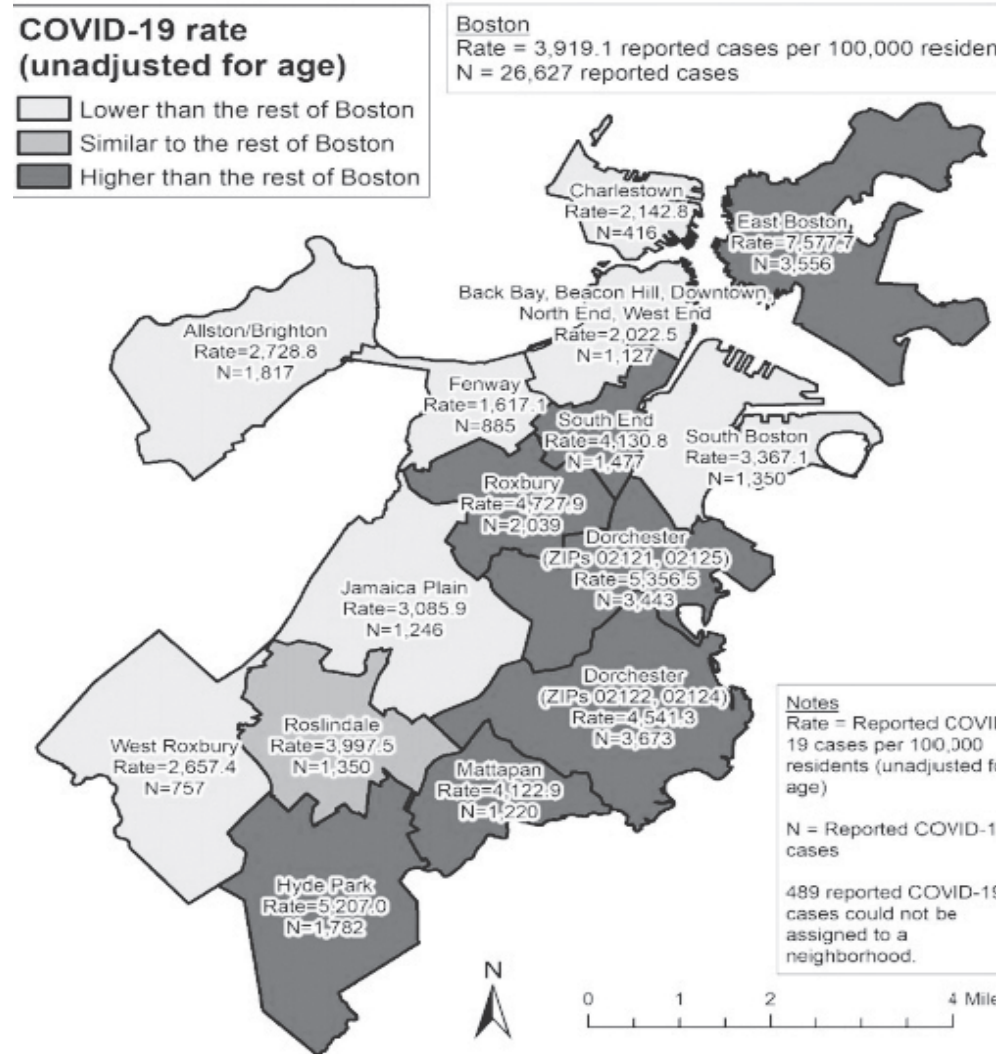 COVID-19 rate
(unadjusted for age)
Lower than the rest of Boston
Similar to the rest of Boston
Higher than the rest of Boston
Boston
Rate = 3,919.1 reported cases per 100,000 residen
N = 26,627 reported cases
Charlestown
Rate=2,142.8
N=416
East Boston
Rate=7,577.7
N=3,556
Back Bay, Beacon Hill, Downtown,
North End, West End
Rate=2,022.5
N=1,127
Allston/Brighton
Rate=2,728.8
N=1,817
Fenway
Rate=1,617.1
N=885
South End
Rate=4,130.8
N=1,477
South Boston
Rate=3,367.1
N=1,350
Roxbury
Rate=4,727.9
N=2,039
Dorchester
(ZIPs 02121, 02125)
Rate=5,356.5
N=3,443
Jamaica Plain
Rate=3,085.9
N=1,246
Dorchester
(ZIPs 02122, 02124)
Rate=4,541.3
N=3,673
Roslindale
Rate=3,997.5
N=1,350
West Roxbury
Rate=2,657.4
N=757
Mattapan
Rate=4,122.9
N=1,220
Hyde Park
Rate=5,207.0
N=1,782
Notes
Rate = Reported COVID
19 cases per 100,000
residents (unadjusted fo
age)
N = Reported COVID-1
cases
489 reported COVID-19
cases could not be
assigned to a
neighborhood.
N
0 1 2 4 Mile